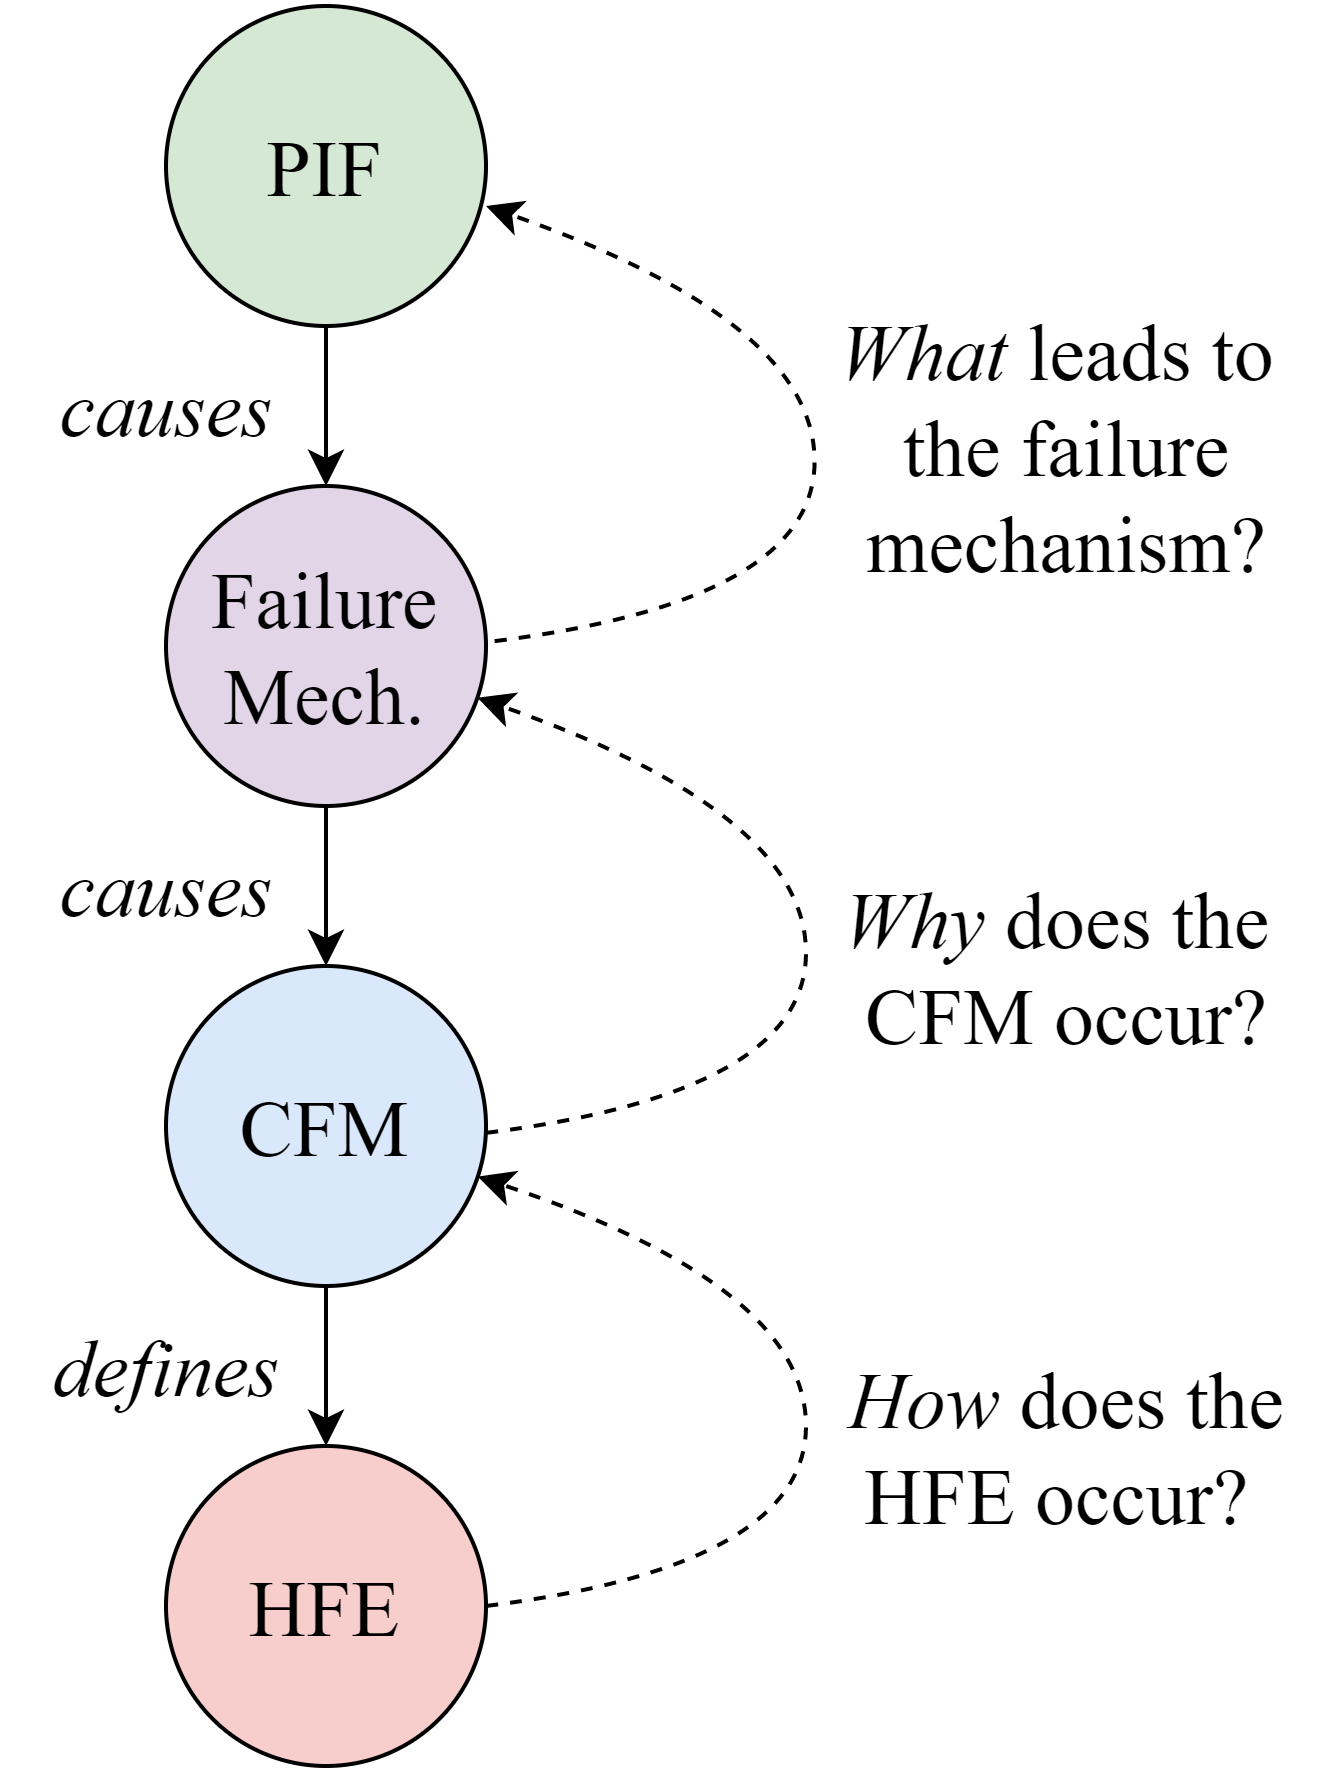 PIF
causes
What leads to
the failure
mechanism?
Failure
Mech.
causes
Why does the
CFM occur?
CFM
defines
How does the
HFE occur?
HFE